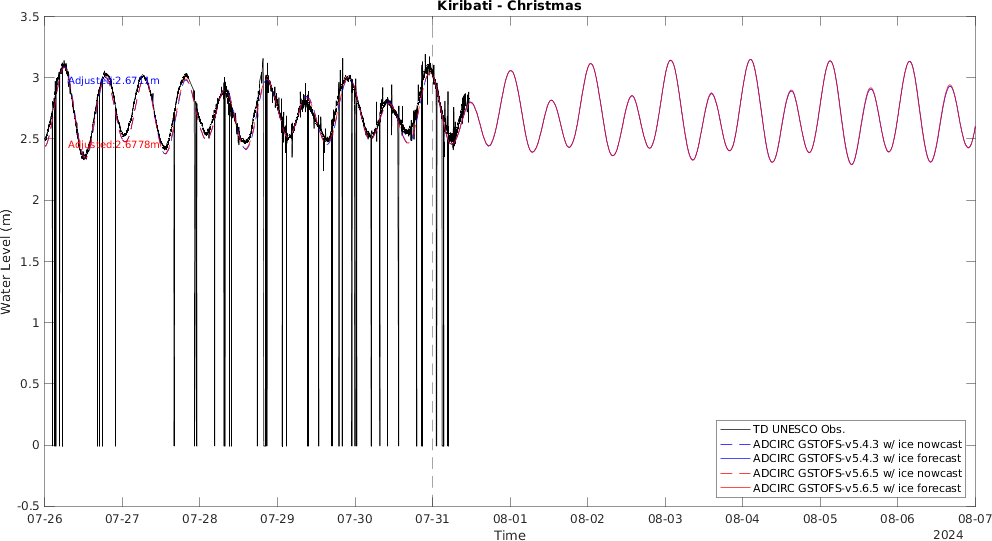 Kiribati - Christmas
3.5
3
2.5
2
1.5
1
0.5
0
-0.5
Water Level (m)
Adjusted:2.6778m
TD UNESCO Obs.
ADCIRC GSTOFS-v5.4.3 w/ ice nowcast
ADCIRC GSTOFS-v5.4.3 w/ ice forecast
ADCIRC GSTOFS-v5.6.5 w/ ice nowcast
ADCIRC GSTOFS-v5.6.5 w/ ice forecast
07-26 07-27 07-28 07-29 07-30 07-31 08-01 08-02 08-03 08-04 08-05 08-06 08-07
Time
2024